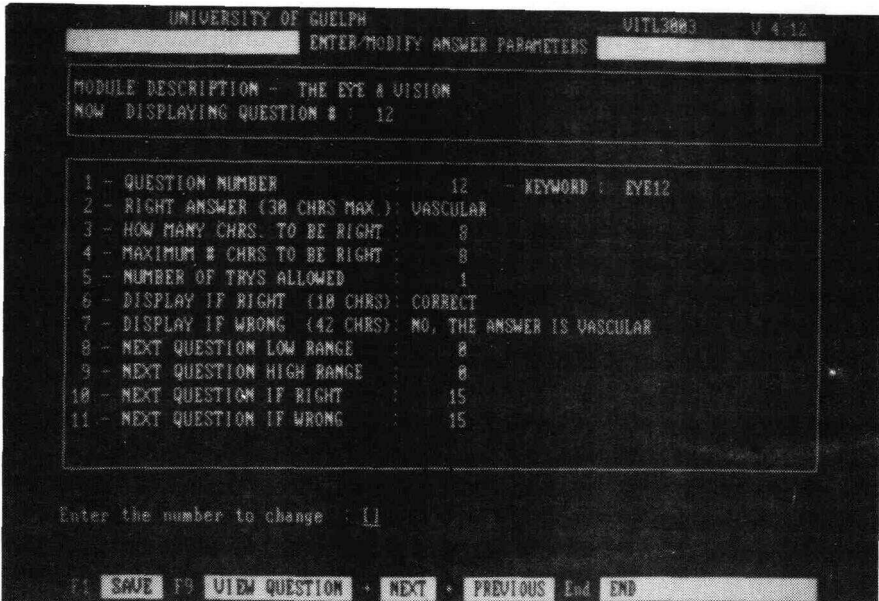 UNIVERSITY OF GUELPH VITL3003 V 4.12
ENTER/MODIFY ANSWER PARAMETERS
MODULE DESCRIPTION - THE EYE & VISION
NOW DISPLAYING QUESTION # : 12
1 - QUESTION NUMBER : 12 - KEYWORD : EYE12
2 - RIGHT ANSWER (30 CHRS MAX.): VASCULAR
3 - HOW MANY CHRS. TO BE RIGHT : 8
4 - MAXIMUM # CHRS TO BE RIGHT : 8
5 - NUMBER OF TRYS ALLOWED : 1
6 - DISPLAY IF RIGHT (10 CHRS): CORRECT
7 - DISPLAY IF WRONG (42 CHRS): NO, THE ANSWER IS VASCULAR
8 - NEXT QUESTION LOW RANGE : 0
9 - NEXT QUESTION HIGH RANGE : 0
10 - NEXT QUESTION IF RIGHT : 15
11 - NEXT QUESTION IF WRONG : 15
Enter the number to change : []
F1 SAVE F9 VIEW QUESTION + NEXT * PREVIOUS End END